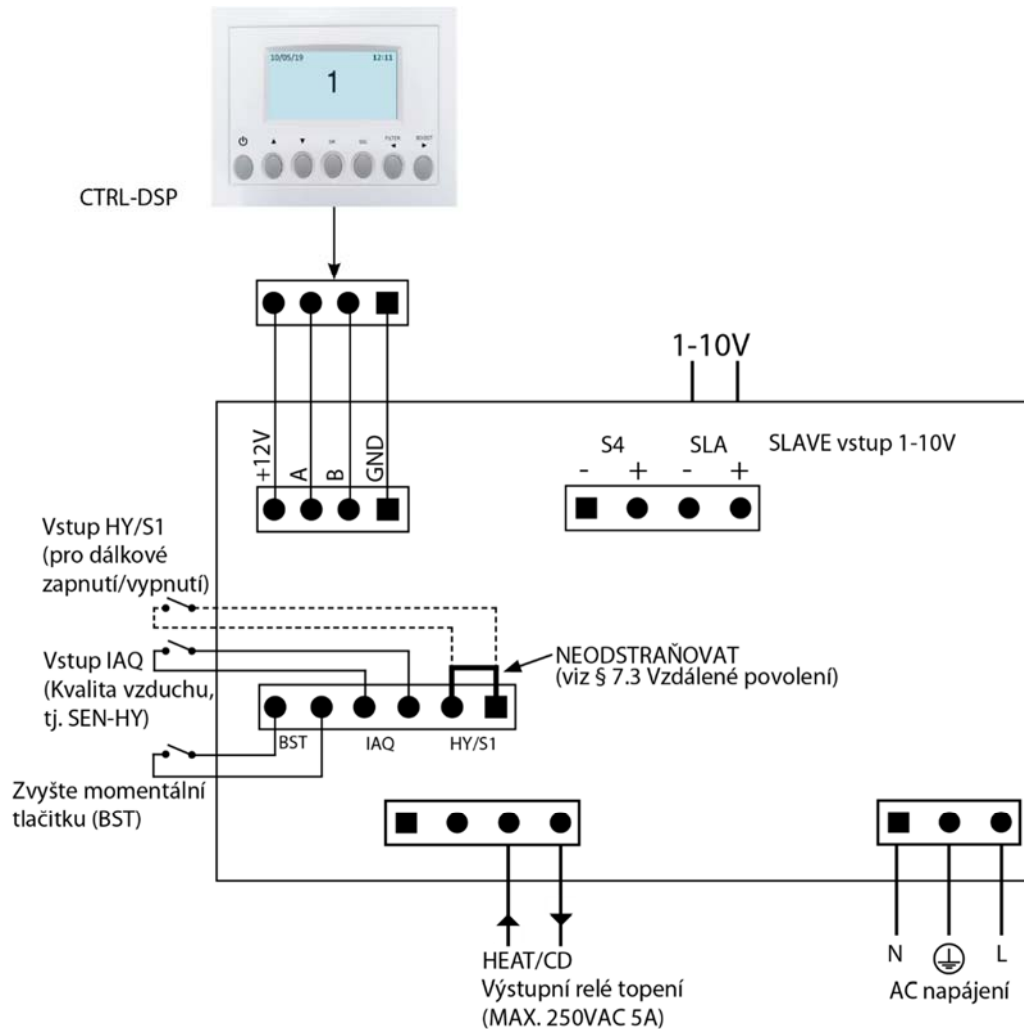 10/05/19 12:11
1
OK
ESC
FILTER
BOOST
CTRL-DSP
1-10V
+12V
A
B
GND
S4 SLA SLAVE vstup 1-10V
- + - +
Vstup HY/S1
(pro dálkové
zapnutí/vypnutí)
NEODSTRAŇOVAT
(viz § 7.3 Vzdálené povolení)
Vstup IAQ
(Kvalita vzduchu,
tj. SEN-HY)
BST IAQ HY/S1
Zvyšte momentální
tlačitku (BST)
HEAT/CD
Výstupní relé topení
(MAX. 250VAC 5A)
N L
AC napájení